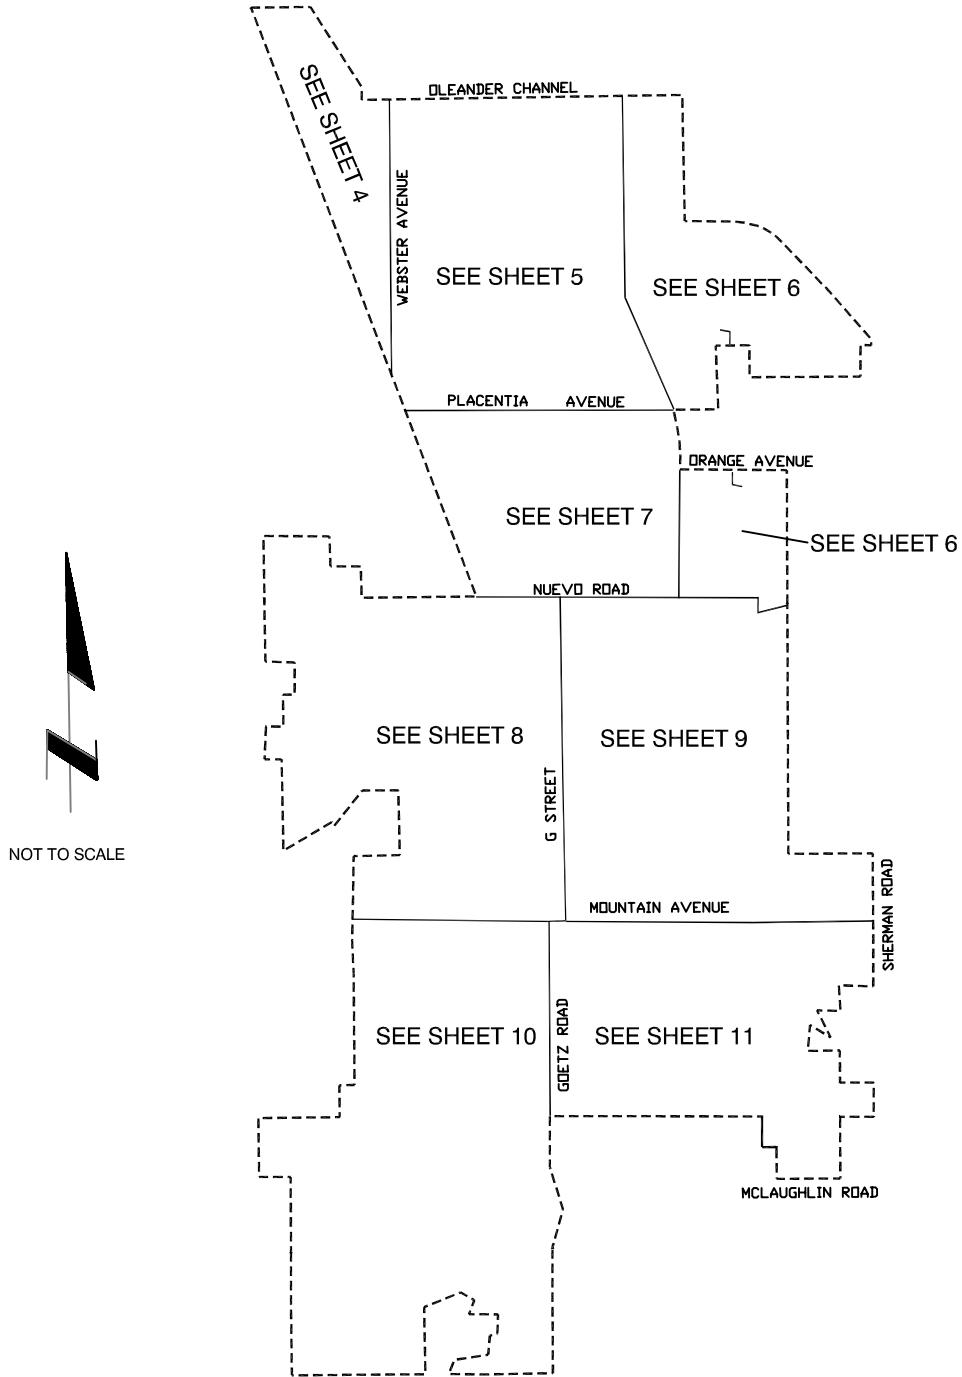 SEE SHEET 4
OLEANDER CHANNEL
WEBSTER AVENUE
SEE SHEET 5
SEE SHEET 6
PLACENTIA AVENUE
ORANGE AVENUE
SEE SHEET 7
SEE SHEET 6
NUEVO ROAD
SEE SHEET 8
SEE SHEET 9
G STREET
NOT TO SCALE
MOUNTAIN AVENUE
SHERMAN ROAD
SEE SHEET 10
GOETZ ROAD
SEE SHEET 11
MCLAUGHLIN ROAD